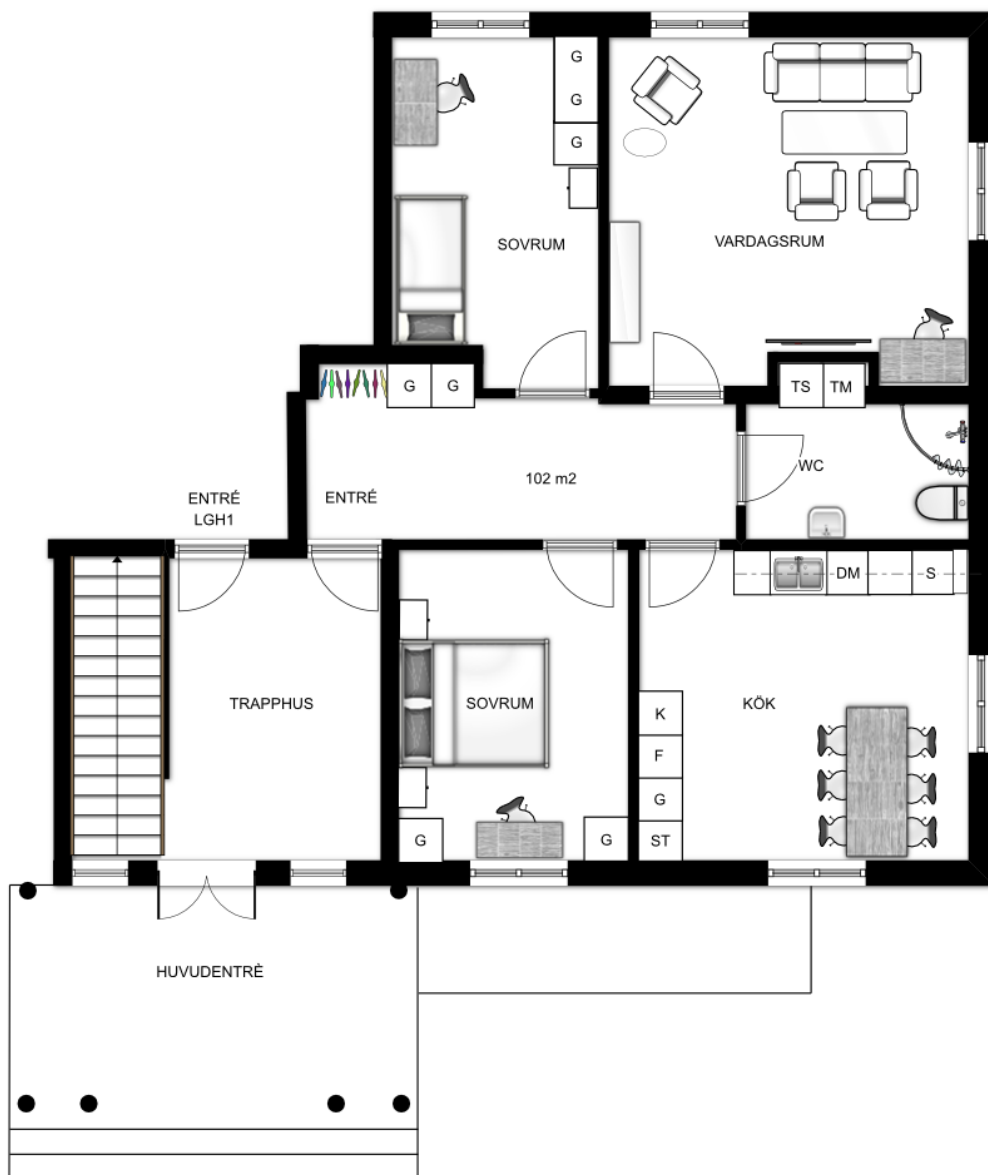 G
G
G
SOVRUM
VARDAGSRUM
G G
TS TM
WC
102 m2
ENTRÉ
LGH1
ENTRÉ
DM
S
TRAPPHUS
SOVRUM
KÖK
K
F
G
ST
G
G
HUVUDENTRÈ